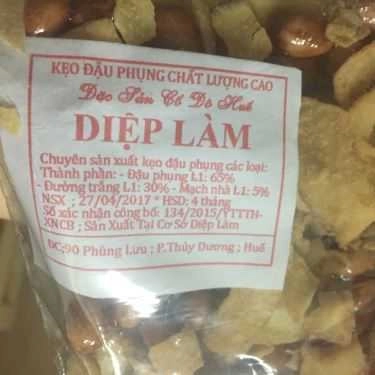 KẸO ĐẬU PHỤNG CHẤT LƯỢNG CAO
Đặc Sản Cố Đô Huế
DIỆP LÀM
Chuyên sản xuất kẹo đậu phụng các loại:
Thành phần: - Đậu phụng L1: 65%
- Đường trắng L1: 30% - Mạch nha L1: 5%
NSX ; 27/04/2017 * HSD: 4 tháng
Số xác nhận công bố: 134/2015/YTTH-
XNCB ; Sản Xuất Tại Cơ Sở Diệp Làm
ĐC:90 Phùng Lưu ; P.Thủy Dương ; Huế